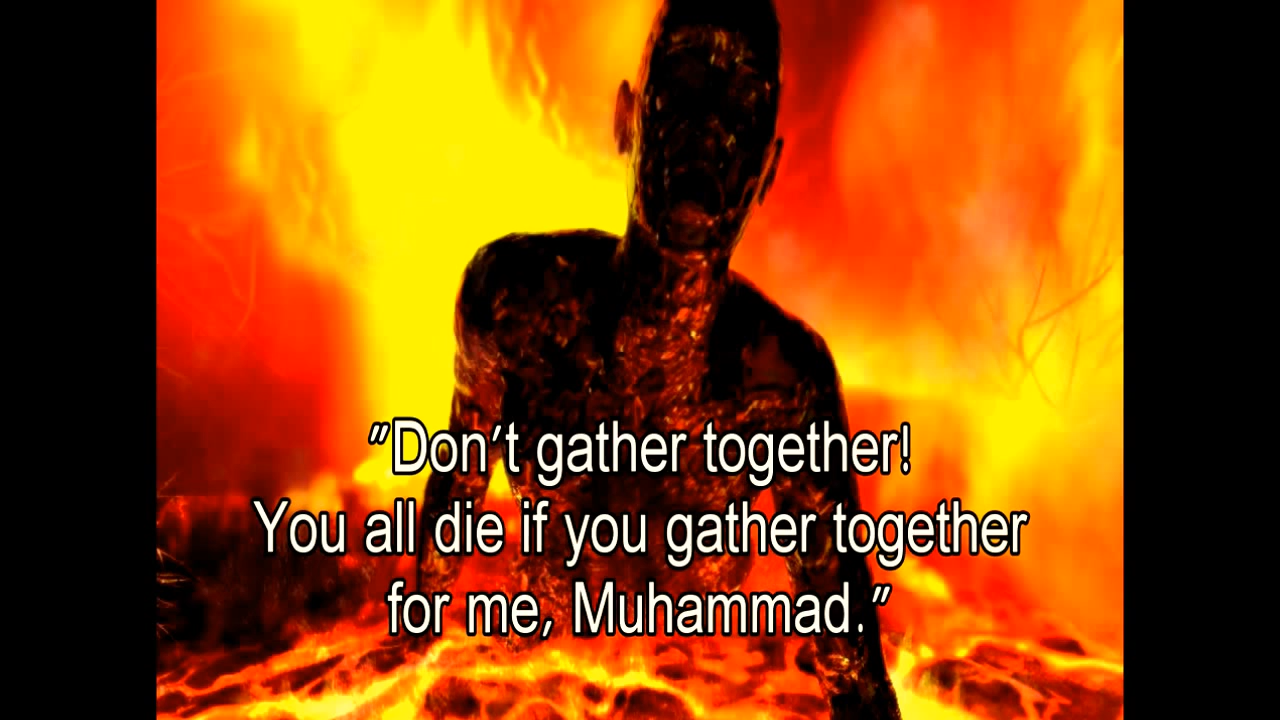 "Don't gather together!
You all die if you gather together
for me, Muhammad."